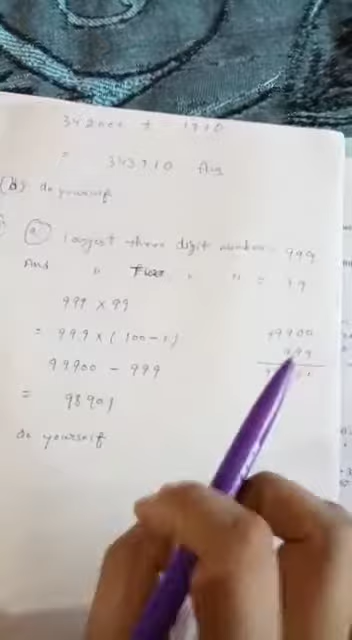 342000 + 1710
= 343710 Ans
(b) do yourself
(a) largest three digit number = 999
And " Two " " = 99
999 × 99
= 999 × (100 - 1)
99900 - 999
= 98901
99900
999
do yourself